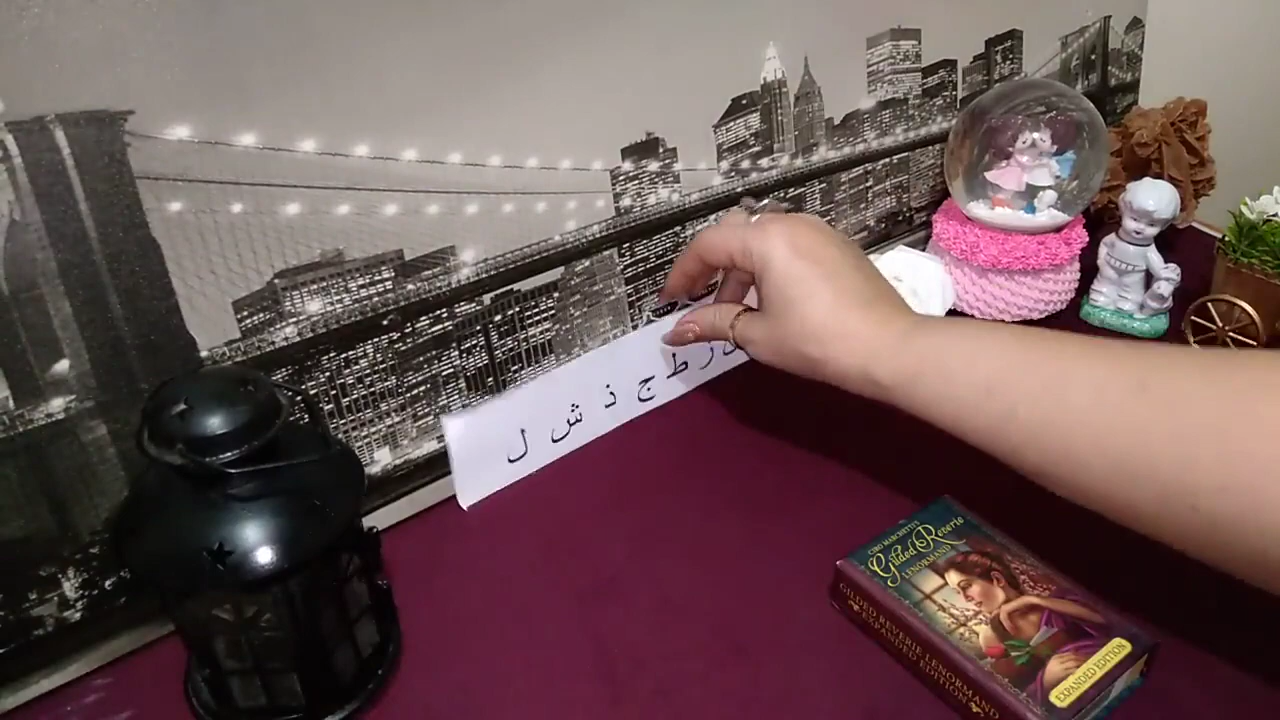 ر ط ج ذ ش ل
CIRO MARCHETTI'S
Gilded Reverie
LENORMAND
EXPANDED EDITION
GILDED REVERIE LENORMAND
EXPANDED EDITION